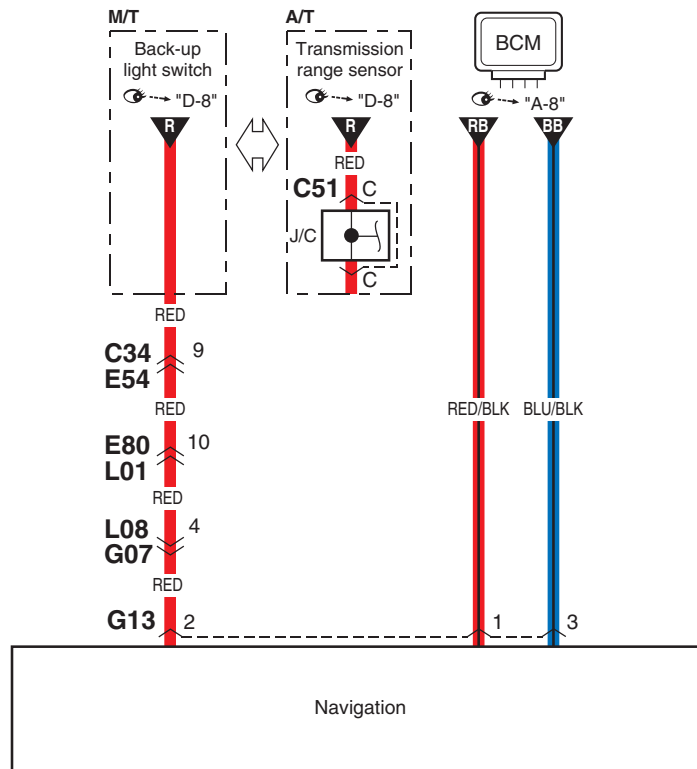 M/T
A/T
Back-up
light switch
"D-8"
R
Transmission
range sensor
"D-8"
R
BCM
"A-8"
RB
BB
RED
C51
C
J/C
C
RED
C34
9
E54
RED
RED/BLK
BLU/BLK
E80
10
L01
RED
L08
4
G07
RED
G13
2
1
3
Navigation